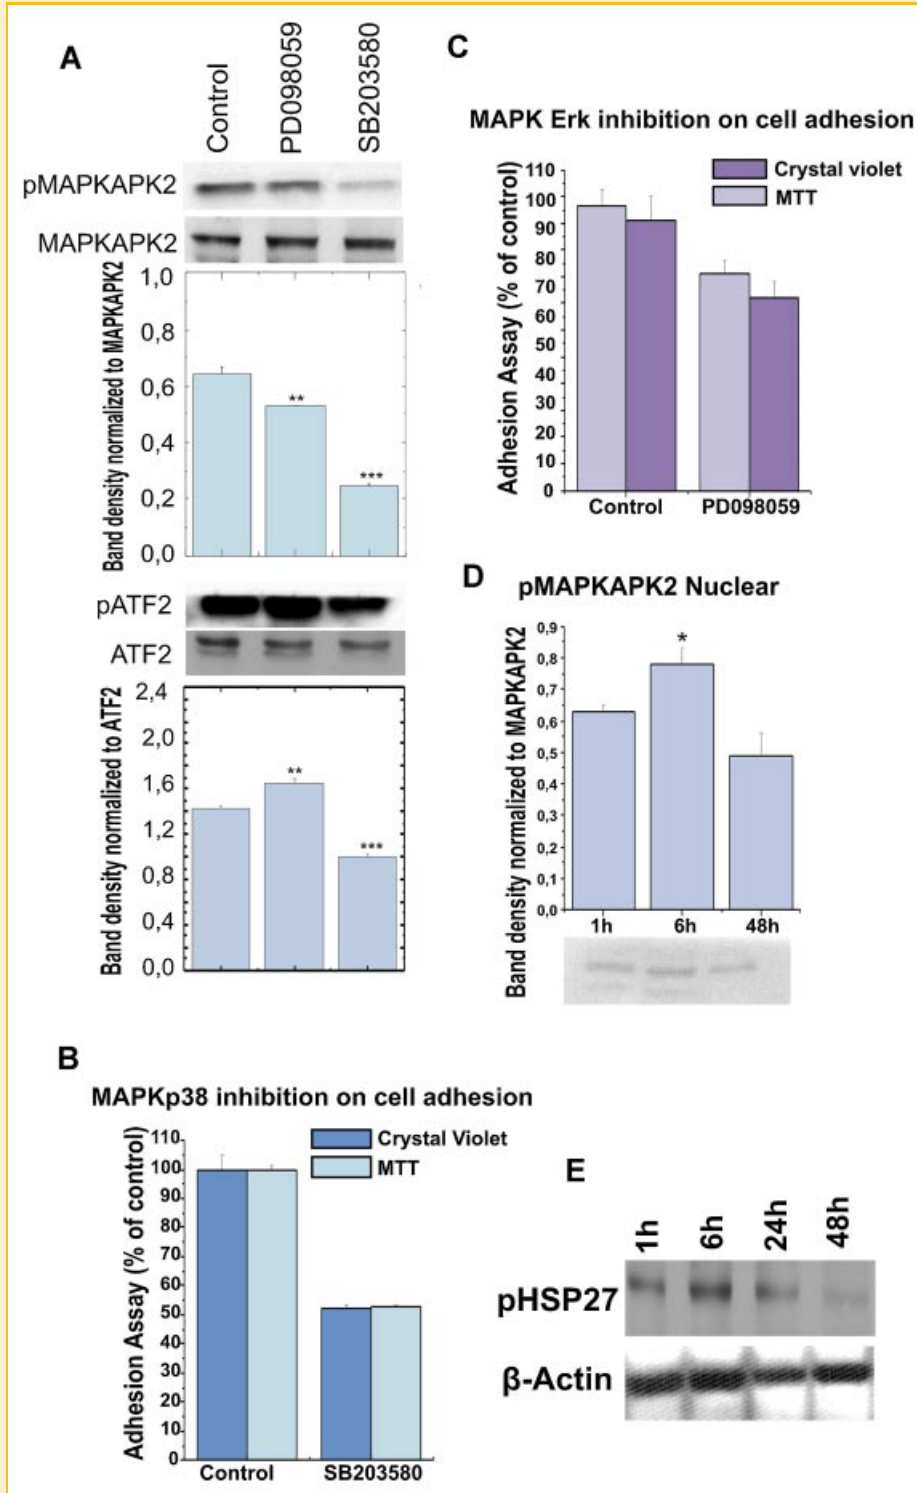 A
Control
PD098059
SB203580
pMAPKAPK2
MAPKAPK2
Band density normalized to MAPKAPK2
1,0
0,8
0,6
0,4
0,2
0,0
**
***
pATF2
ATF2
Band density normalized to ATF2
2,4
2,0
1,6
1,2
0,8
0,4
0,0
**
***
B
MAPKp38 inhibition on cell adhesion
Adhesion Assay (% of control)
110
100
90
80
70
60
50
40
30
20
10
0
Crystal Violet
MTT
Control
SB203580
C
MAPK Erk inhibition on cell adhesion
Adhesion Assay (% of control)
110
100
90
80
70
60
50
40
30
20
10
0
Crystal violet
MTT
Control
PD098059
D
pMAPKAPK2 Nuclear
Band density normalized to MAPKAPK2
0,9
0,8
0,7
0,6
0,5
0,4
0,3
0,2
0,1
0,0
*
1h
6h
48h
E
1h
6h
24h
48h
pHSP27
β-Actin